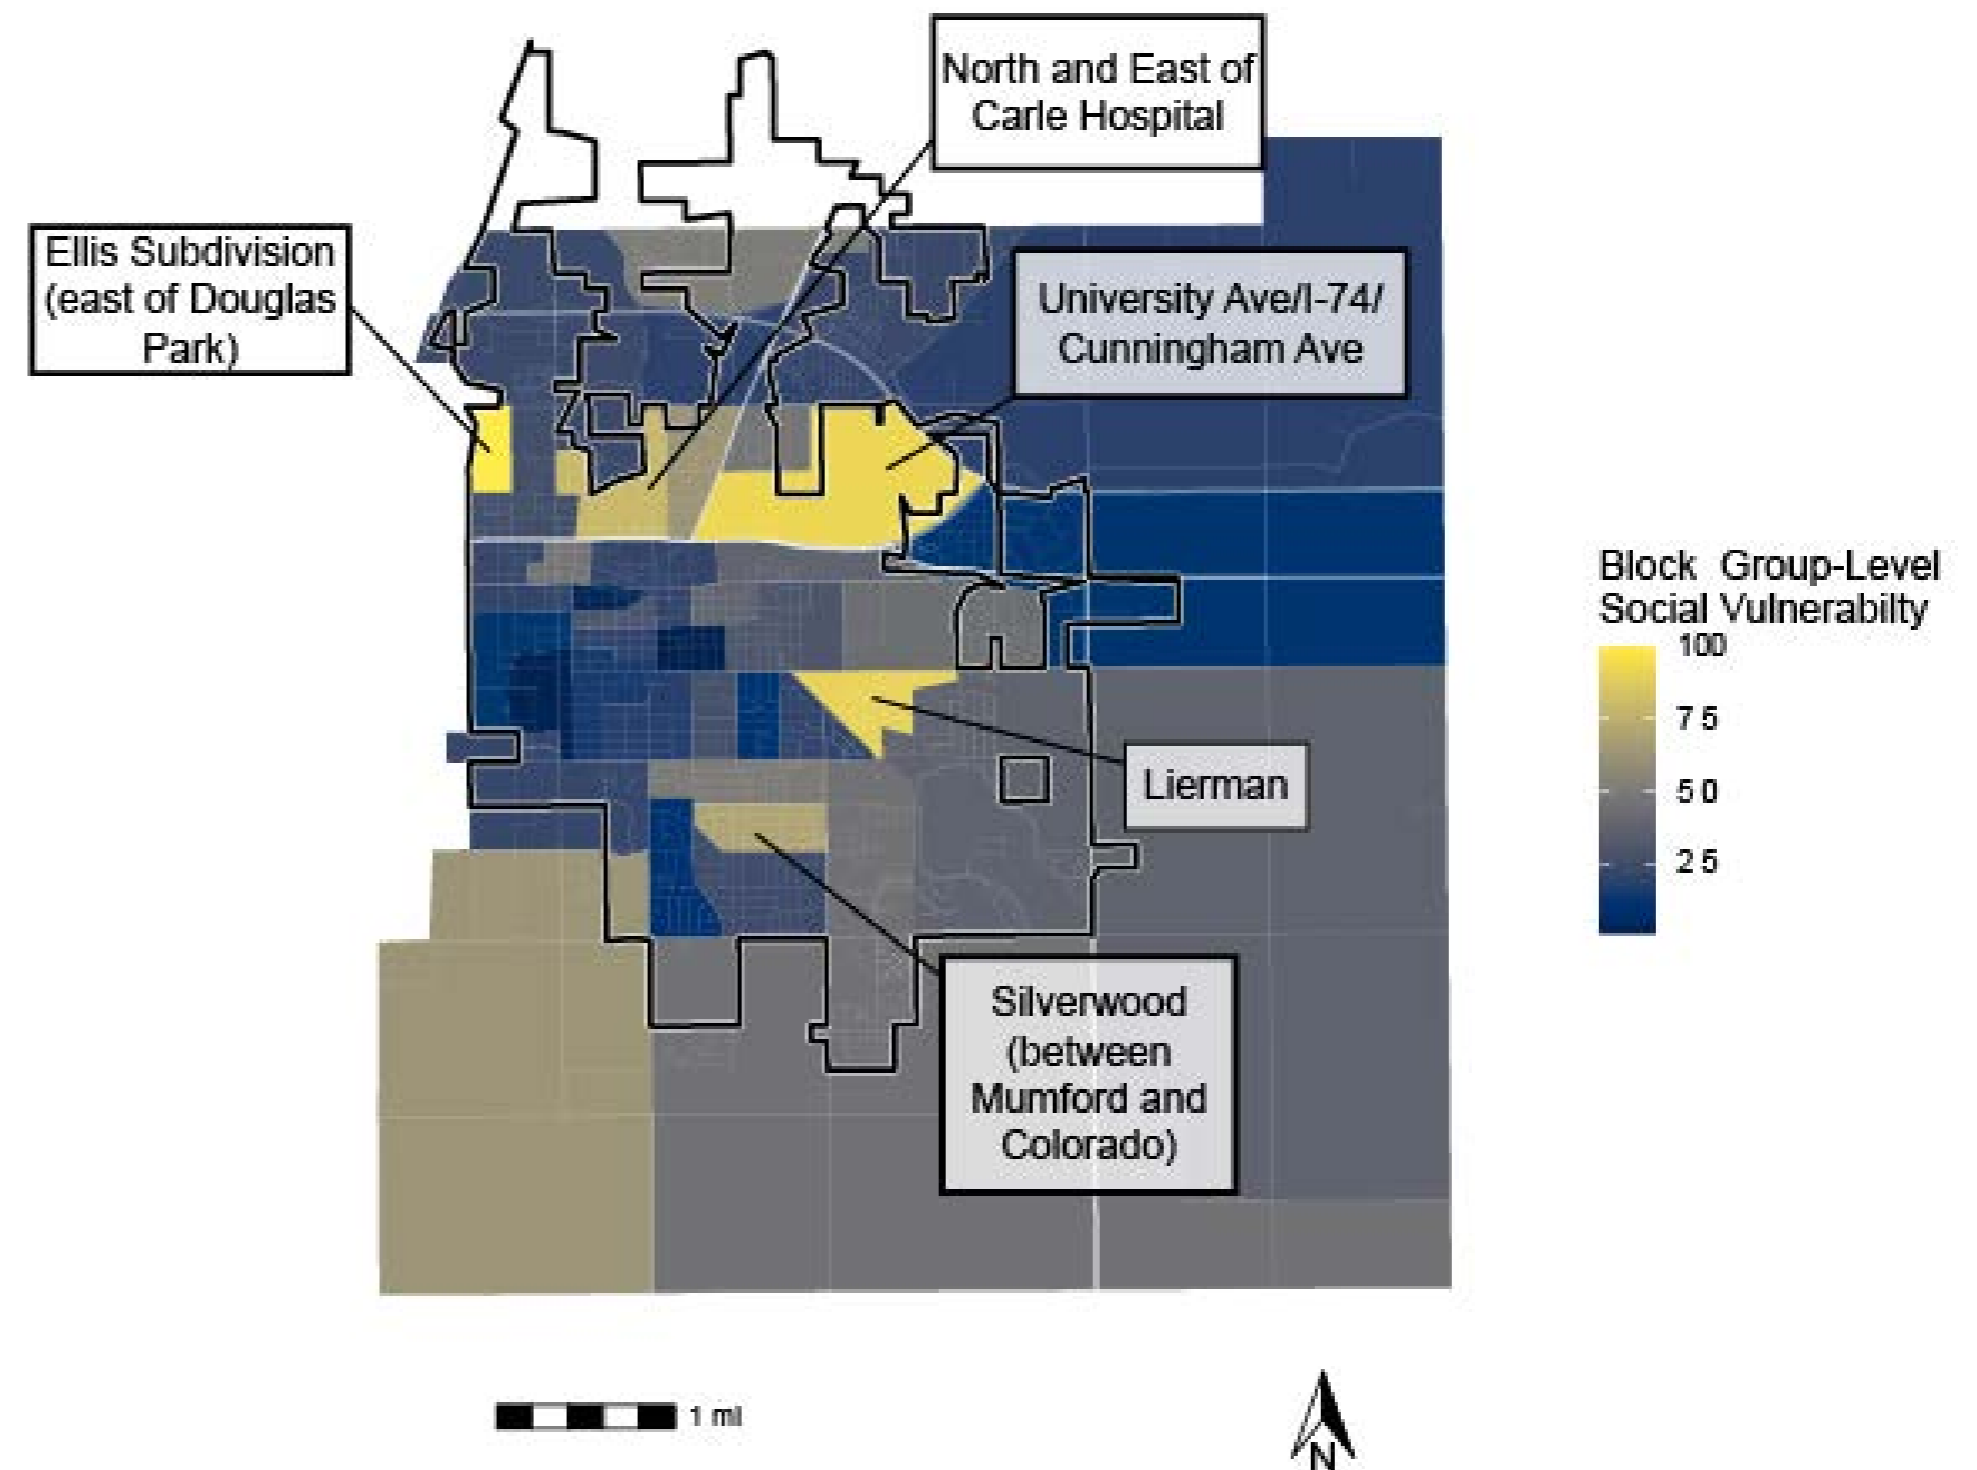 North and East of
Carle Hospital
Ellis Subdivision
(east of Douglas
Park)
University Ave/I-74/
Cunningham Ave
Block Group-Level
Social Vulnerabilty
100
75
50
25
Lierman
Silverwood
(between
Mumford and
Colorado)
1 mi
N